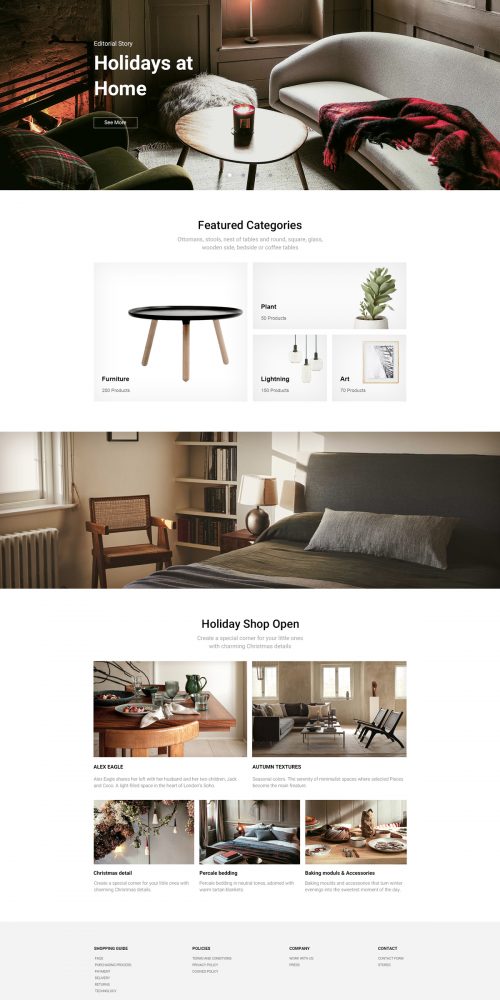 Editorial Story
Holidays at
Home
See More
Featured Categories
Ottomans, stools, nest of tables and round, square, glass,
wooden side, bedside or coffee tables
Furniture
200 Products
Plant
50 Products
Lightning
150 Products
Art
70 Products
Holiday Shop Open
Create a special corner for your little ones
with charming Christmas details
ALEX EAGLE
Alex Eagle shares her loft with her husband and her two children, Jack
and Coco. A light-filled space in the heart of London's Soho.
AUTUMN TEXTURES
Seasonal colors. The serenity of minimalist spaces where selected Pieces
become the main feature.
Christmas detail
Create a special corner for your little ones with
charming Christmas details.
Percale bedding
Percale bedding in neutral tones, adorned with
warm tartan blankets.
Baking moduls & Accessories
Baking moulds and accessories that turn winter
evenings into the sweetest moment of the day.
SHOPPING GUIDE
FAQS
PURCHASING PROCESS
PAYMENT
DELIVERY
RETURNS
TECHNOLOGY
POLICIES
TERMS AND CONDITIONS
PRIVACY POLICY
COOKIES POLICY
COMPANY
WORK WITH US
PRESS
CONTACT
CONTACT FORM
STORES